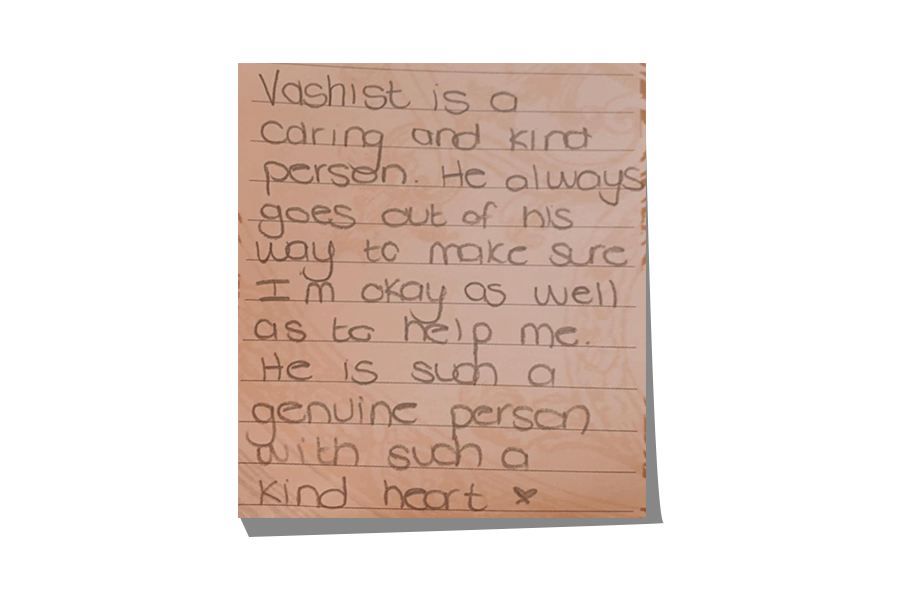 Vashist is a
caring and kind
person. He always
goes out of his
way to make sure
I'm okay as well
as to help me.
He is such a
genuine person
with such a
kind heart